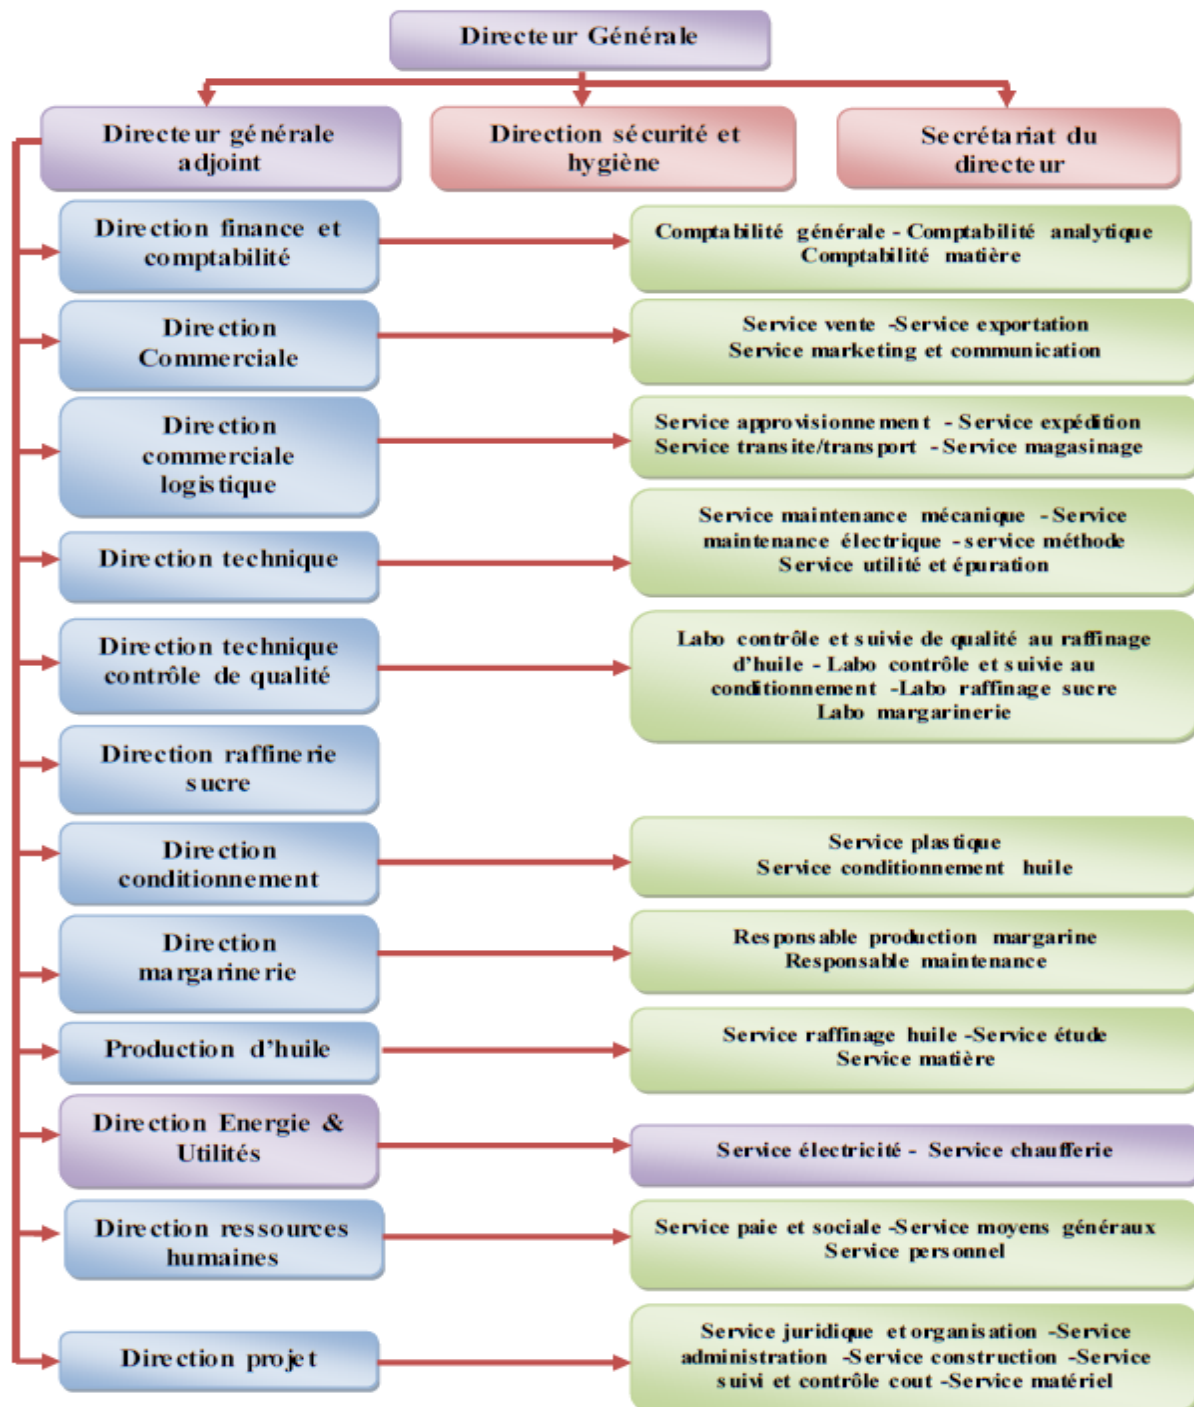 Directeur Générale
Directeur générale
adjoint
Direction sécurité et
hygiène
Secrétariat du
directeur
Direction finance et
comptabilité
Comptabilité générale - Comptabilité analytique
Comptabilité matière
Direction
Commerciale
Service vente -Service exportation
Service marketing et communication
Direction
commerciale
logistique
Service approvisionnement - Service expédition
Service transite/transport - Service magasinage
Direction technique
Service maintenance mécanique - Service
maintenance électrique - service méthode
Service utilité et épuration
Direction technique
contrôle de qualité
Labo contrôle et suivie de qualité au raffinage
d'huile - Labo contrôle et suivie au
conditionnement -Labo raffinage sucre
Labo margarinerie
Direction raffinerie
sucre
Direction
conditionnement
Service plastique
Service conditionnement huile
Direction
margarinerie
Responsable production margarine
Responsable maintenance
Production d'huile
Service raffinage huile -Service étude
Service matière
Direction Energie &
Utilités
Service électricité - Service chaufferie
Direction ressources
humaines
Service paie et sociale -Service moyens généraux
Service personnel
Direction projet
Service juridique et organisation -Service
administration -Service construction -Service
suivi et contrôle cout -Service matériel